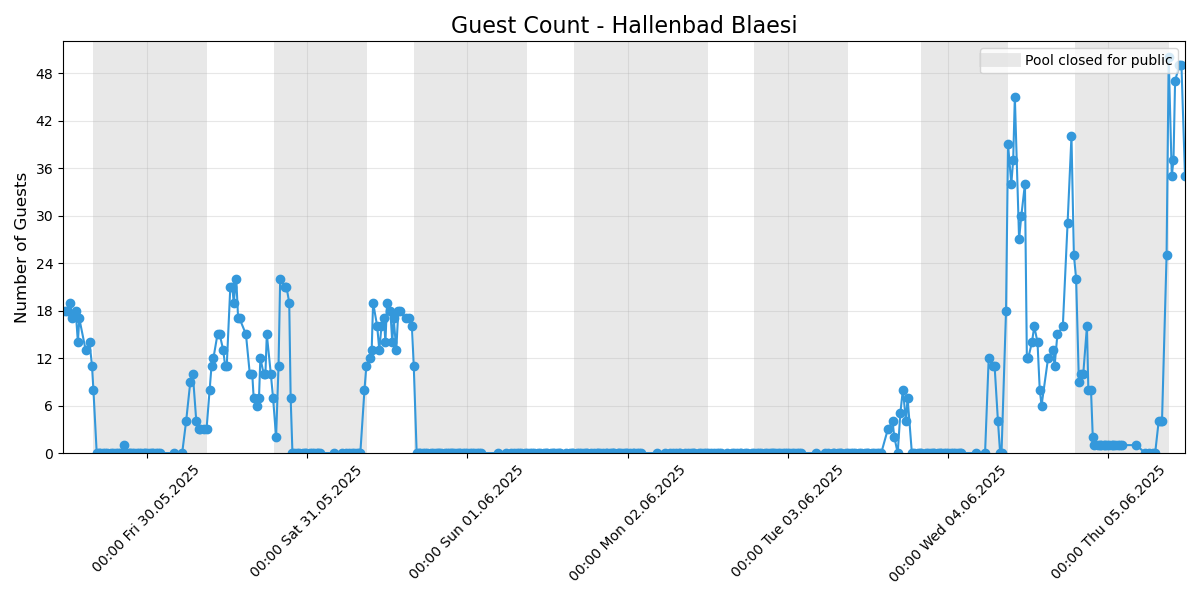 Guest Count - Hallenbad Blaesi
Pool closed for public
Number of Guests
48
42
36
30
24
18
12
6
0
00:00 Fri 30.05.2025
00:00 Sat 31.05.2025
00:00 Sun 01.06.2025
00:00 Mon 02.06.2025
00:00 Tue 03.06.2025
00:00 Wed 04.06.2025
00:00 Thu 05.06.2025